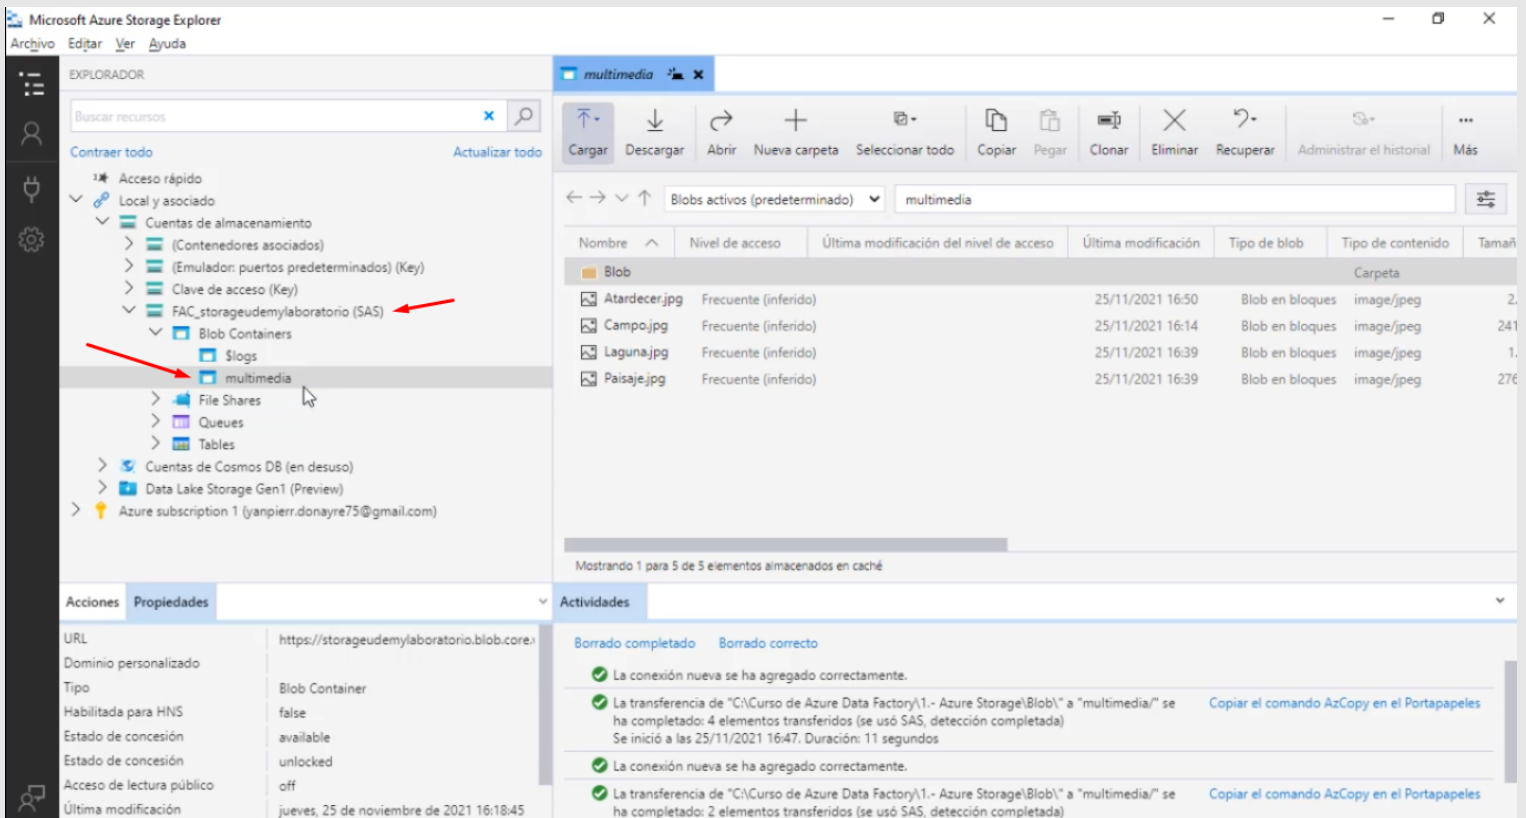 Microsoft Azure Storage Explorer
Archivo Editar Ver Ayuda
EXPLORADOR
Buscar recursos
Contraer todo Actualizar todo
Acceso rápido
Local y asociado
Cuentas de almacenamiento
(Contenedores asociados)
(Emulador: puertos predeterminados) (Key)
Clave de acceso (Key)
FAC_storageudemylaboratorio (SAS)
Blob Containers
$logs
multimedia
File Shares
Queues
Tables
Cuentas de Cosmos DB (en desuso)
Data Lake Storage Gen1 (Preview)
Azure subscription 1 (yanpierr.donayre75@gmail.com)
Acciones Propiedades
URL https://storageudemylaboratorio.blob.core.
Dominio personalizado
Tipo Blob Container
Habilitada para HNS false
Estado de concesión available
Estado de concesión unlocked
Acceso de lectura público off
Última modificación jueves, 25 de noviembre de 2021 16:18:45
multimedia
Cargar Descargar Abrir Nueva carpeta Seleccionar todo Copiar Pegar Clonar Eliminar Recuperar Administrar el historial Más
Blobs activos (predeterminado) multimedia
Nombre Nivel de acceso Última modificación del nivel de acceso Última modificación Tipo de blob Tipo de contenido Tamañ
Blob Carpeta
Atardecer.jpg Frecuente (inferido) 25/11/2021 16:50 Blob en bloques image/jpeg 2.
Campo.jpg Frecuente (inferido) 25/11/2021 16:14 Blob en bloques image/jpeg 241
Laguna.jpg Frecuente (inferido) 25/11/2021 16:39 Blob en bloques image/jpeg 1.
Paisaje.jpg Frecuente (inferido) 25/11/2021 16:39 Blob en bloques image/jpeg 276
Mostrando 1 para 5 de 5 elementos almacenados en caché
Actividades
Borrado completado Borrado correcto
La conexión nueva se ha agregado correctamente.
La transferencia de "C:\Curso de Azure Data Factory\1.- Azure Storage\Blob\" a "multimedia/" se Copiar el comando AzCopy en el Portapapeles
ha completado: 4 elementos transferidos (se usó SAS, detección completada)
Se inició a las 25/11/2021 16:47. Duración: 11 segundos
La conexión nueva se ha agregado correctamente.
La transferencia de "C:\Curso de Azure Data Factory\1.- Azure Storage\Blob\" a "multimedia/" se Copiar el comando AzCopy en el Portapapeles
ha completado: 2 elementos transferidos (se usó SAS, detección completada)